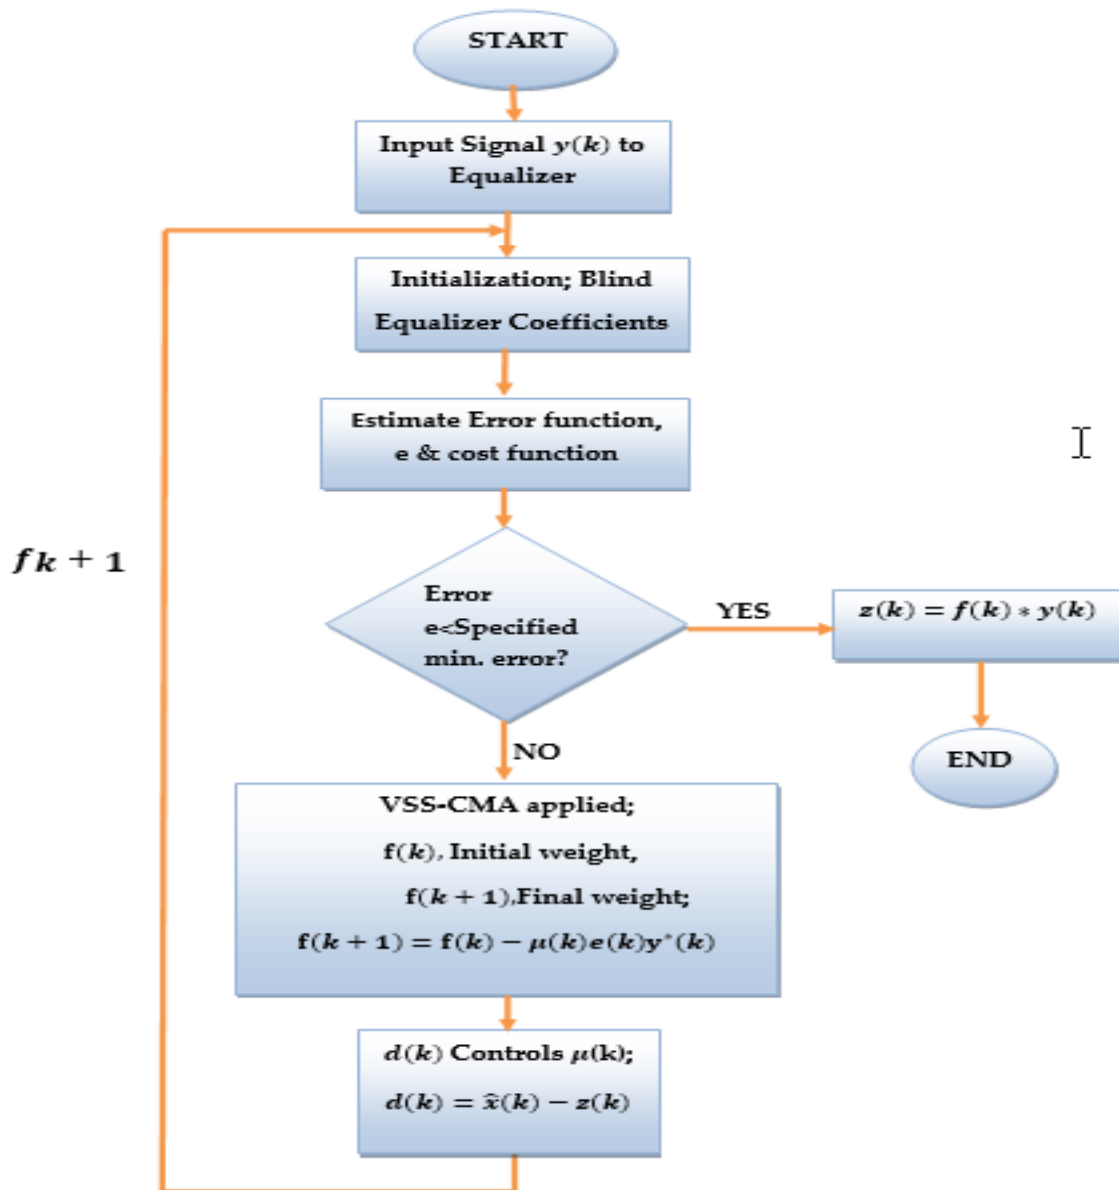 START
Input Signal y(k) to
Equalizer
Initialization; Blind
Equalizer Coefficients
Estimate Error function,
e & cost function
fk + 1
Error
e<Specified
min. error?
YES
z(k) = f(k) * y(k)
NO
END
VSS-CMA applied;
f(k), Initial weight,
f(k + 1),Final weight;
f(k + 1) = f(k) − μ(k)e(k)y*(k)
d(k) Controls μ(k);
d(k) = x̂(k) − z(k)